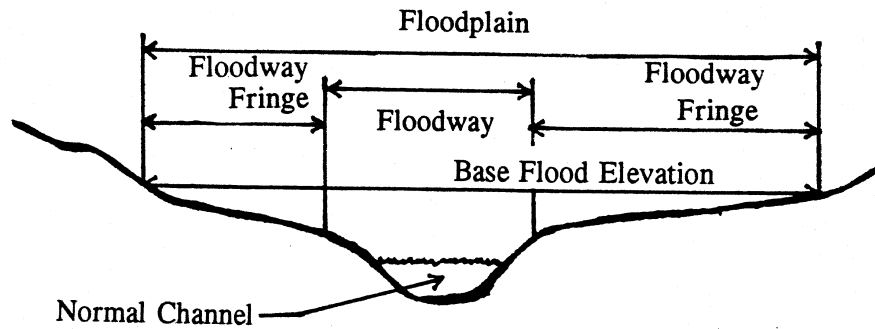 Floodplain
Floodway
Fringe
Floodway
Floodway
Fringe
Base Flood Elevation
Normal Channel